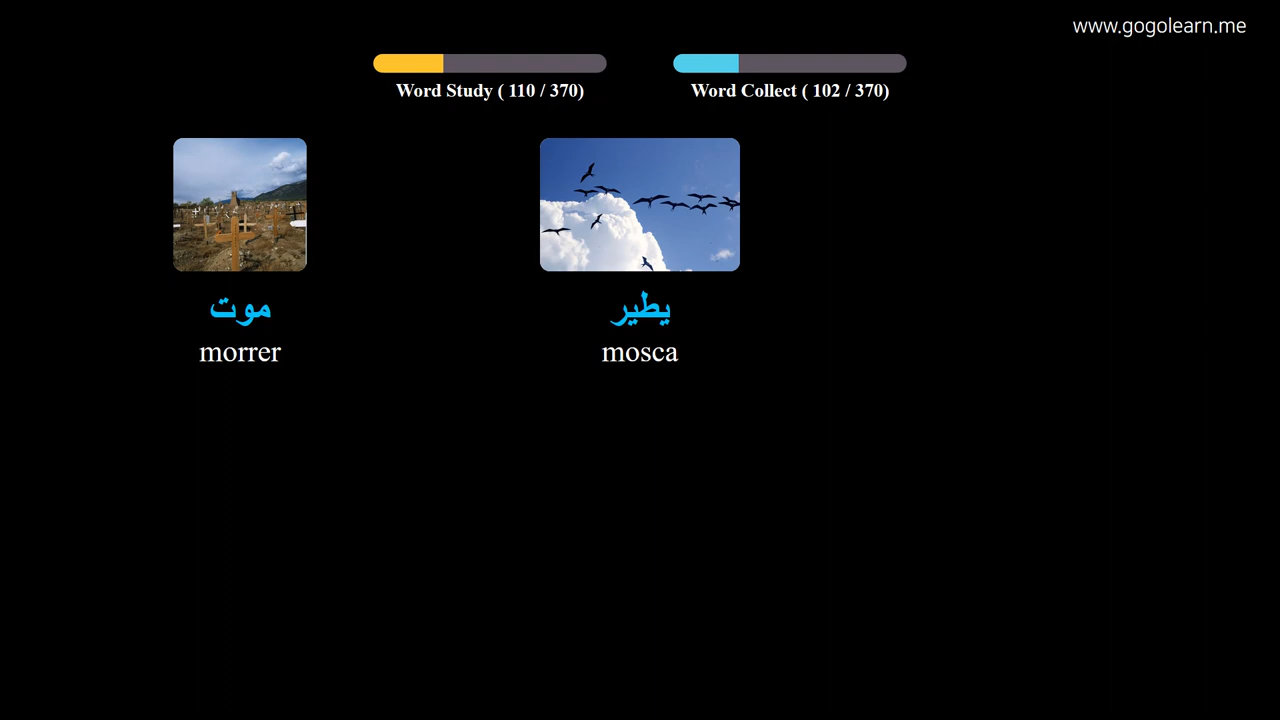 www.gogolearn.me
Word Study ( 110 / 370)
Word Collect ( 102 / 370)
موت
morrer
يطير
mosca